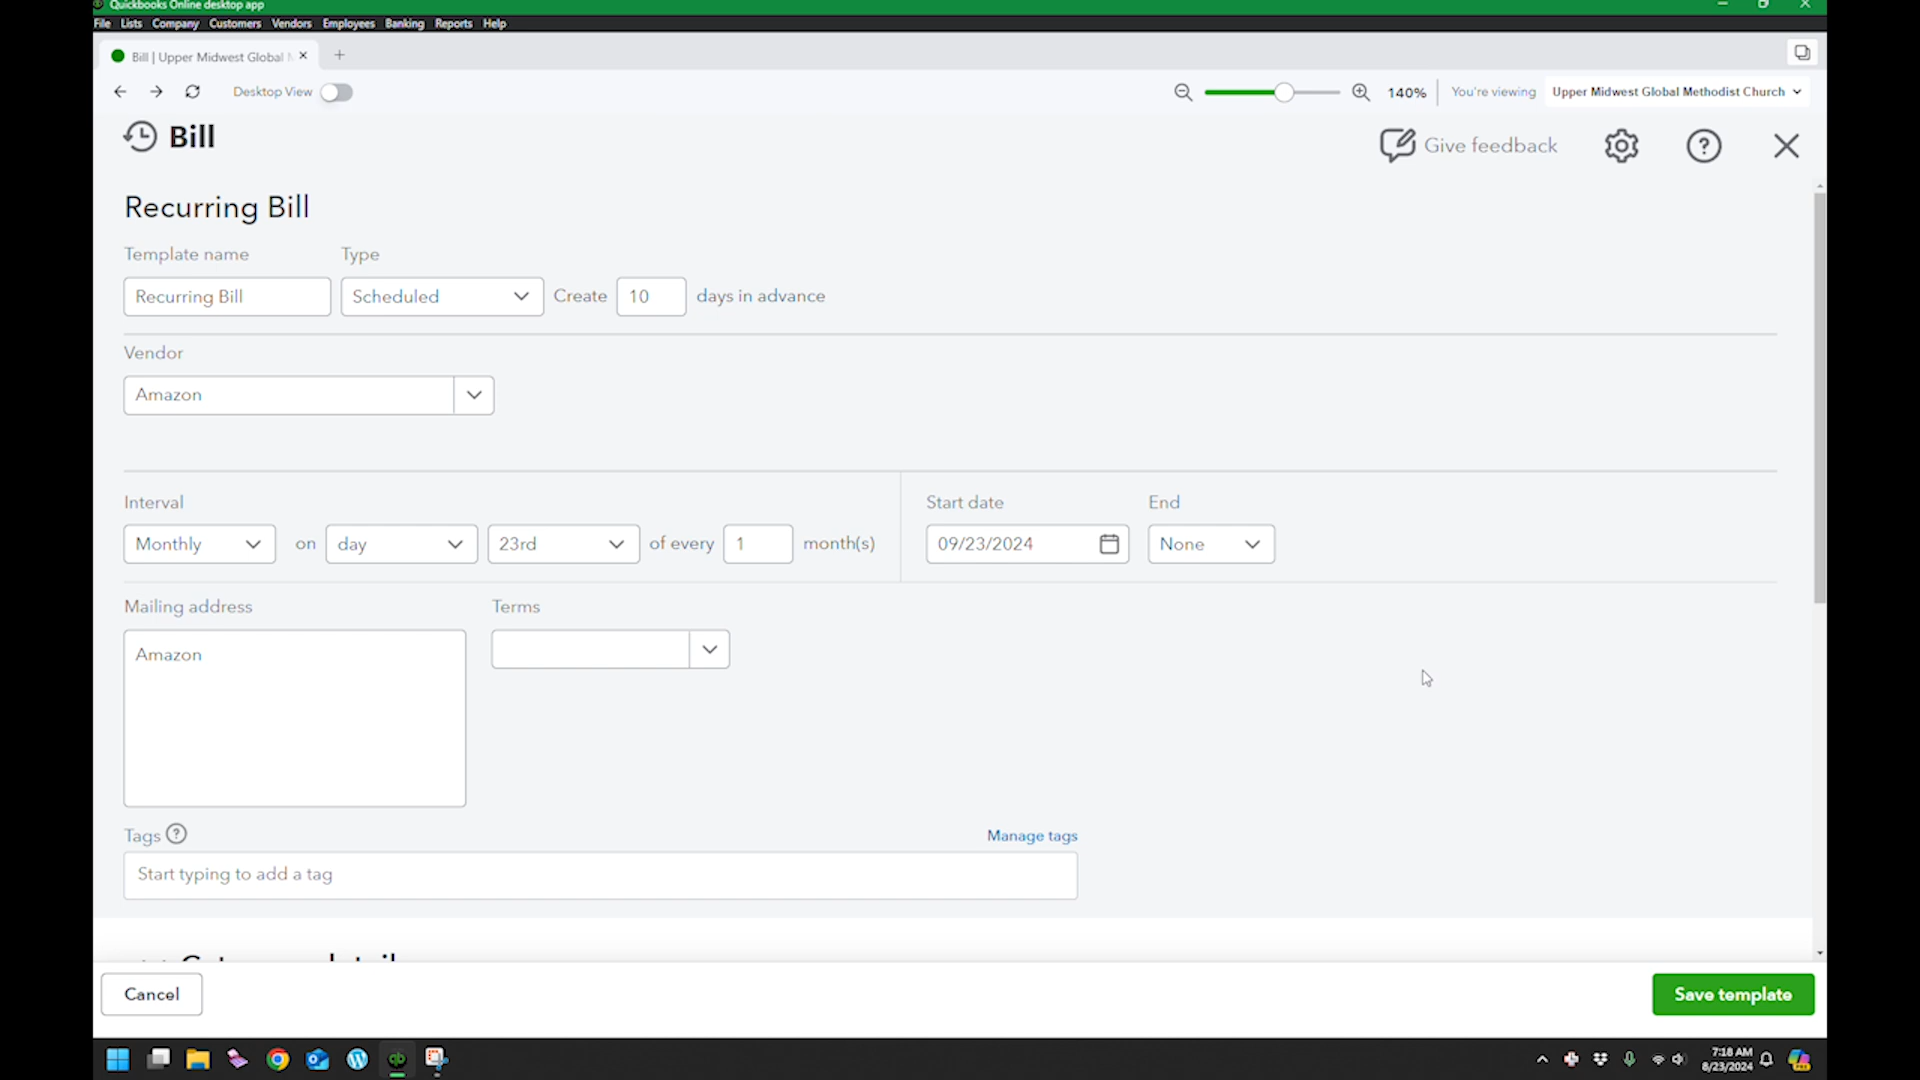 Quickbooks Online desktop app
File Lists Company Customers Vendors Employees Banking Reports Help
Bill | Upper Midwest Global
Desktop View
140% You're viewing Upper Midwest Global Methodist Church
Bill
Give feedback
Recurring Bill
Template name Type
Recurring Bill Scheduled Create 10 days in advance
Vendor
Amazon
Interval Start date End
Monthly on day 23rd of every 1 month(s) 09/23/2024 None
Mailing address Terms
Amazon
Tags ? Manage tags
Start typing to add a tag
Cancel Save template
7:18 AM
8/23/2024